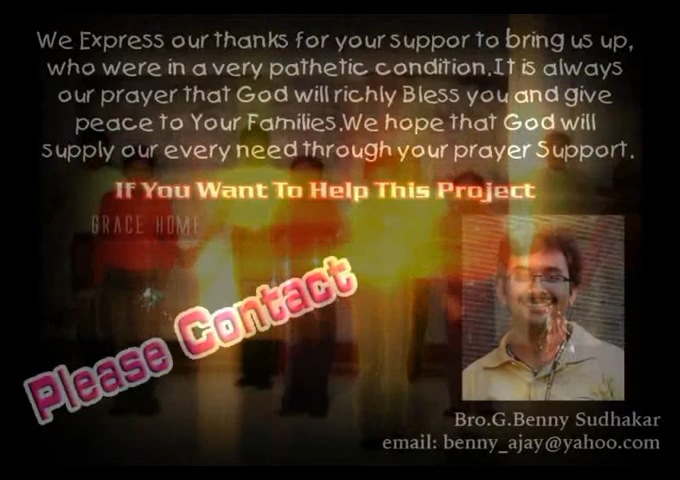 We Express our thanks for your suppor to bring us up,
who were in a very pathetic condition.It is always
our prayer that God will richly Bless you and give
peace to Your Families.We hope that God will
supply our every need through your prayer Support.
If You Want To Help This Project
GRACE HOME
Please Contact
Bro.G.Benny Sudhakar
email: benny_ajay@yahoo.com